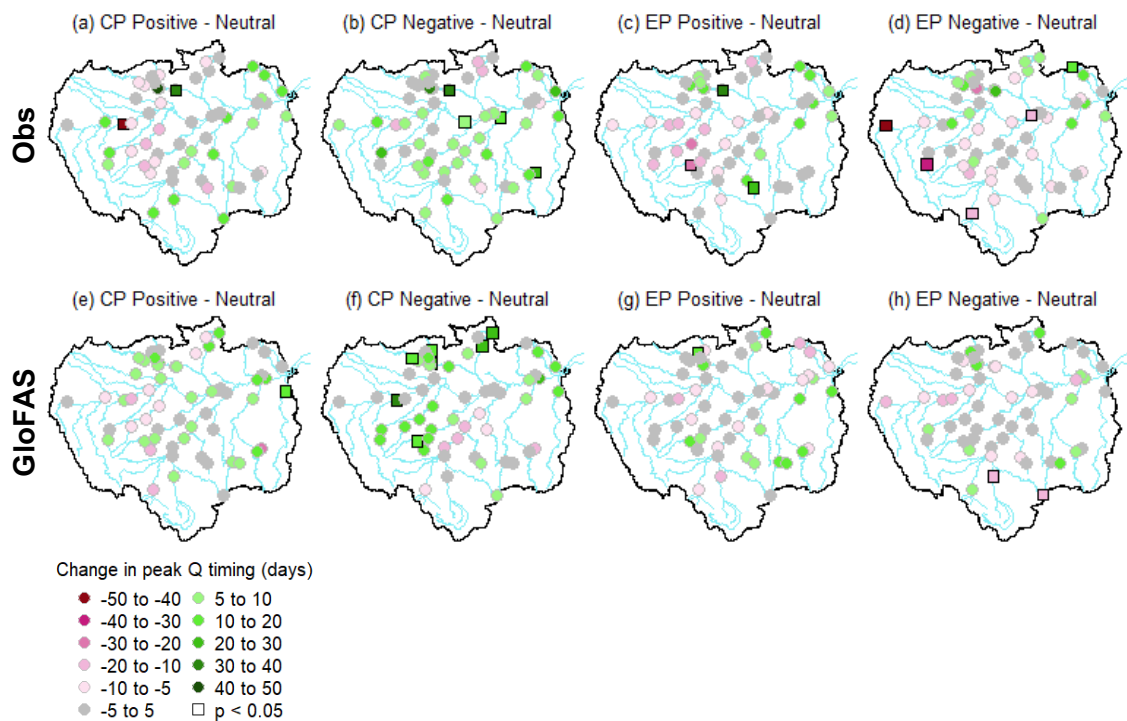 (a) CP Positive - Neutral
(b) CP Negative - Neutral
(c) EP Positive - Neutral
(d) EP Negative - Neutral
Obs
(e) CP Positive - Neutral
(f) CP Negative - Neutral
(g) EP Positive - Neutral
(h) EP Negative - Neutral
GloFAS
Change in peak Q timing (days)
-50 to -40
-40 to -30
-30 to -20
-20 to -10
-10 to -5
-5 to 5
5 to 10
10 to 20
20 to 30
30 to 40
40 to 50
p < 0.05